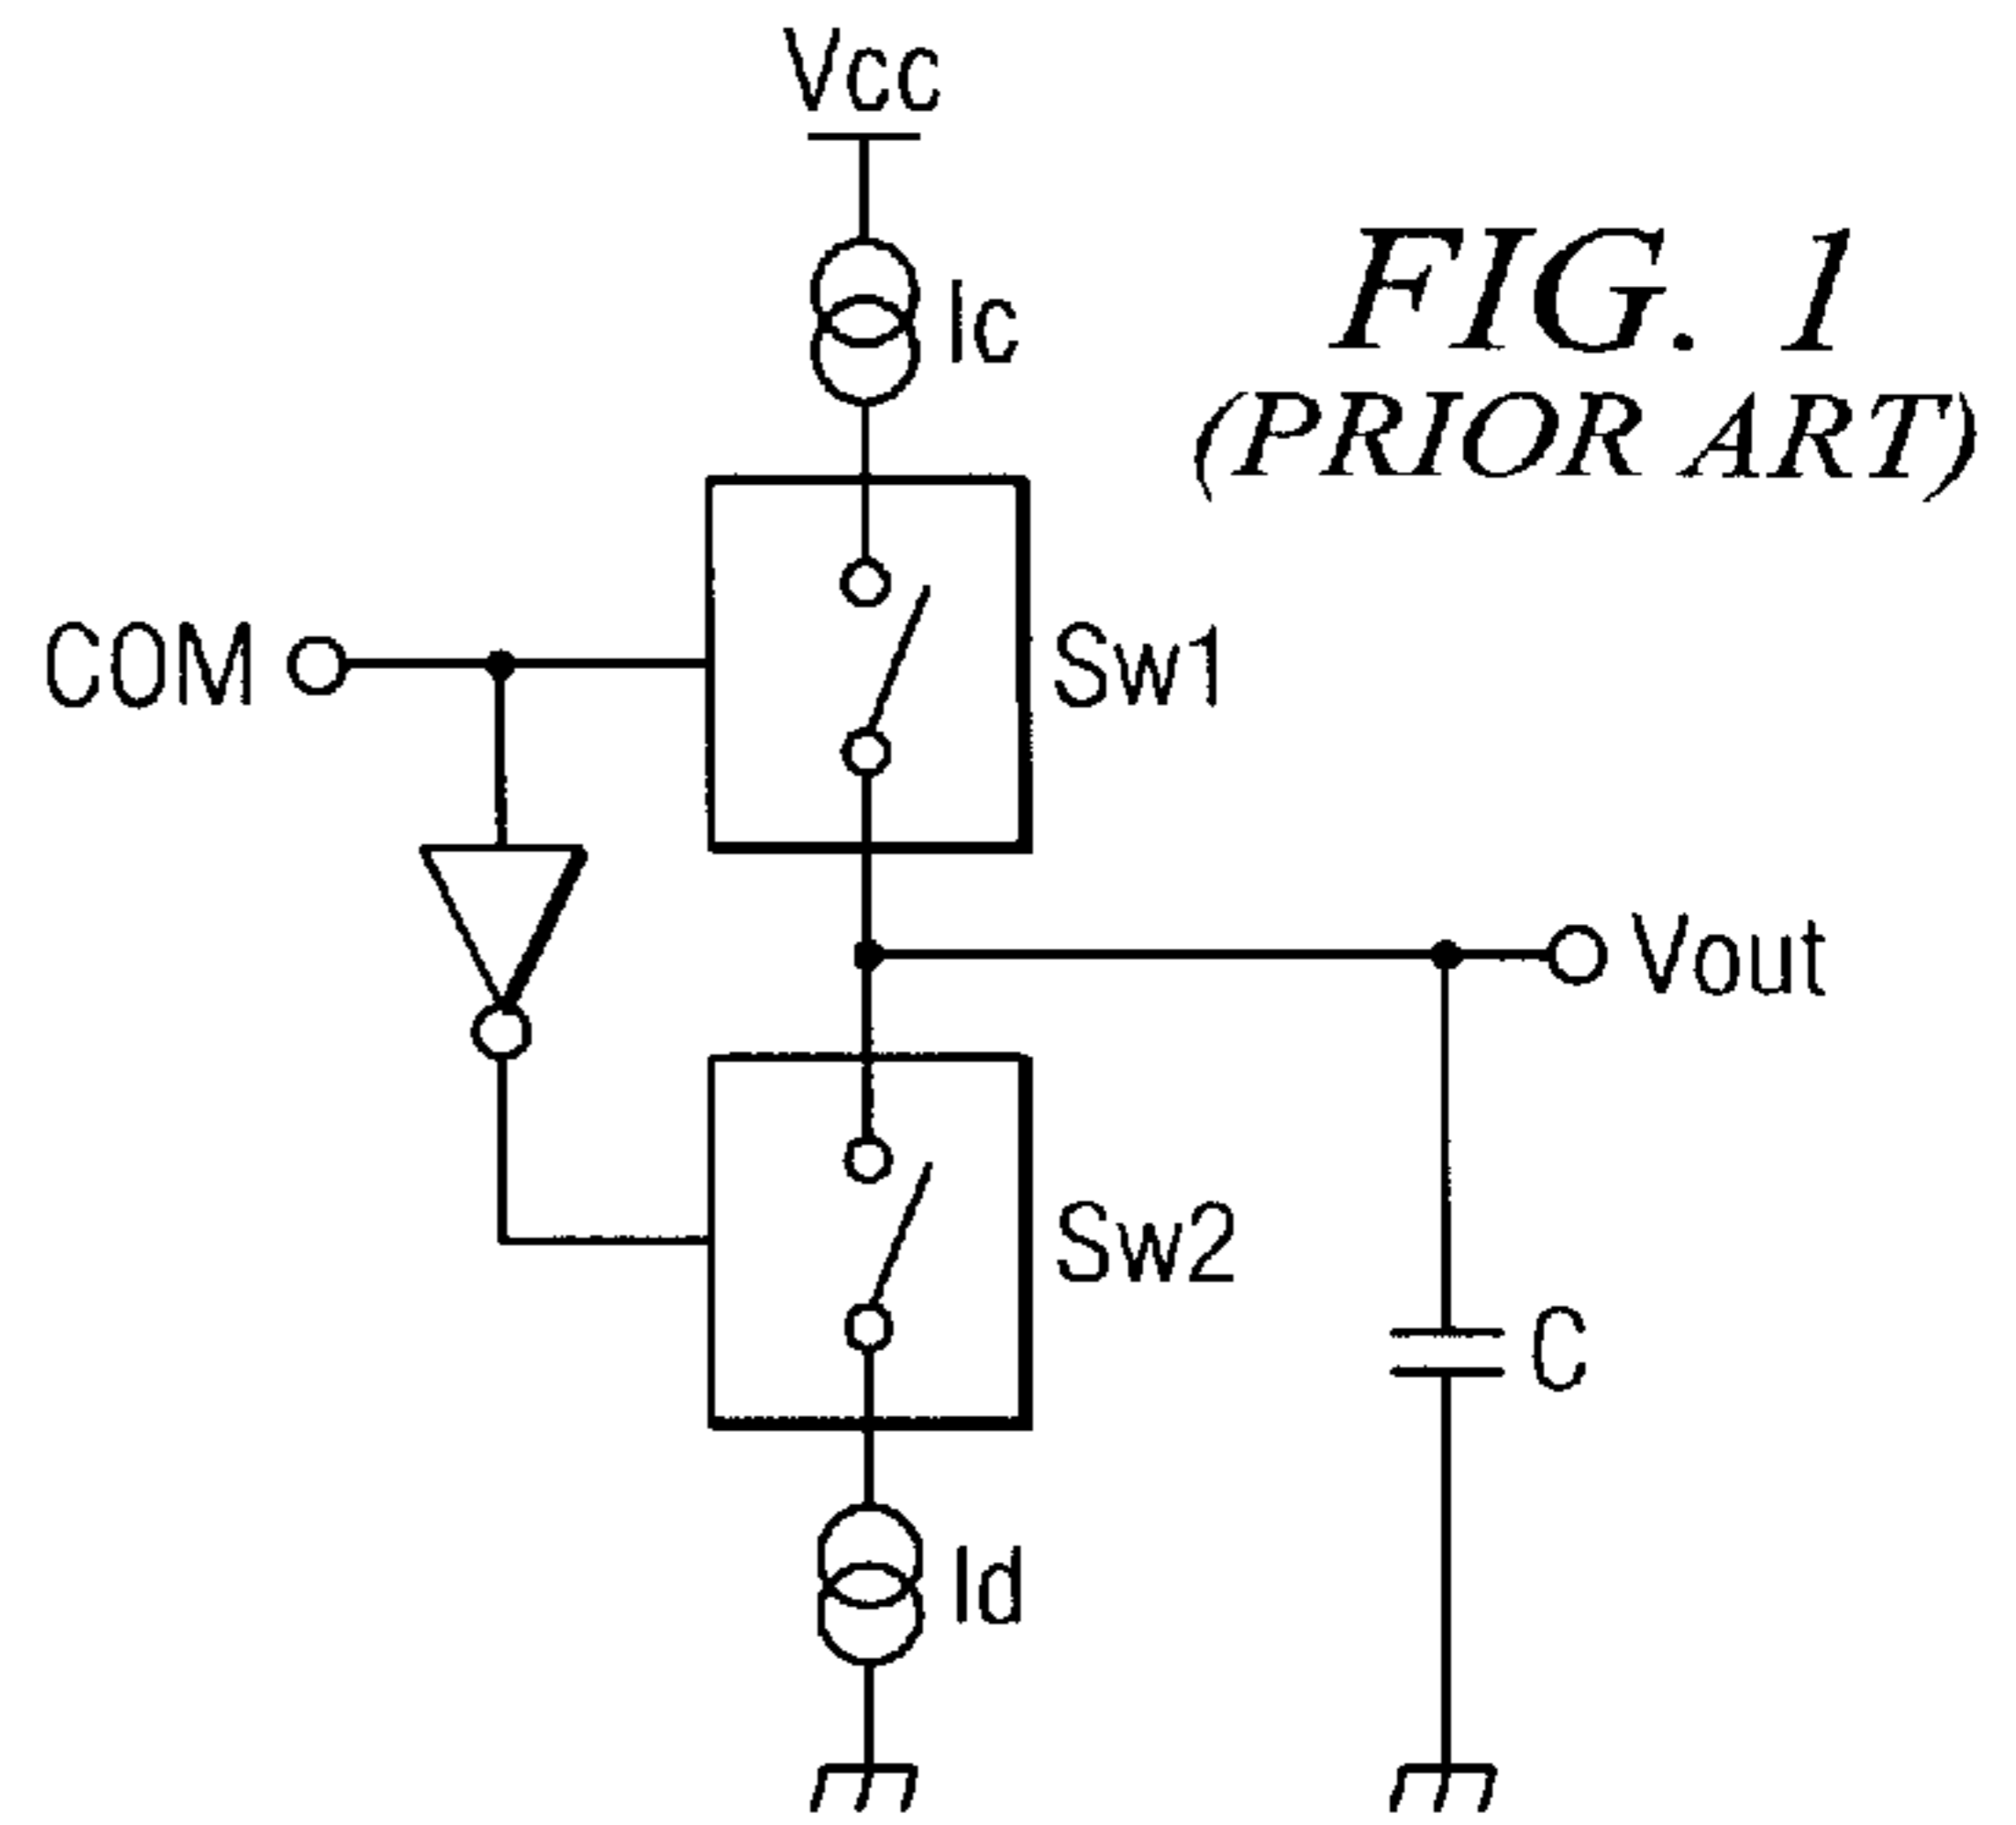 Vcc
Ic
FIG. 1
(PRIOR ART)
COM
Sw1
Vout
Sw2
C
Id